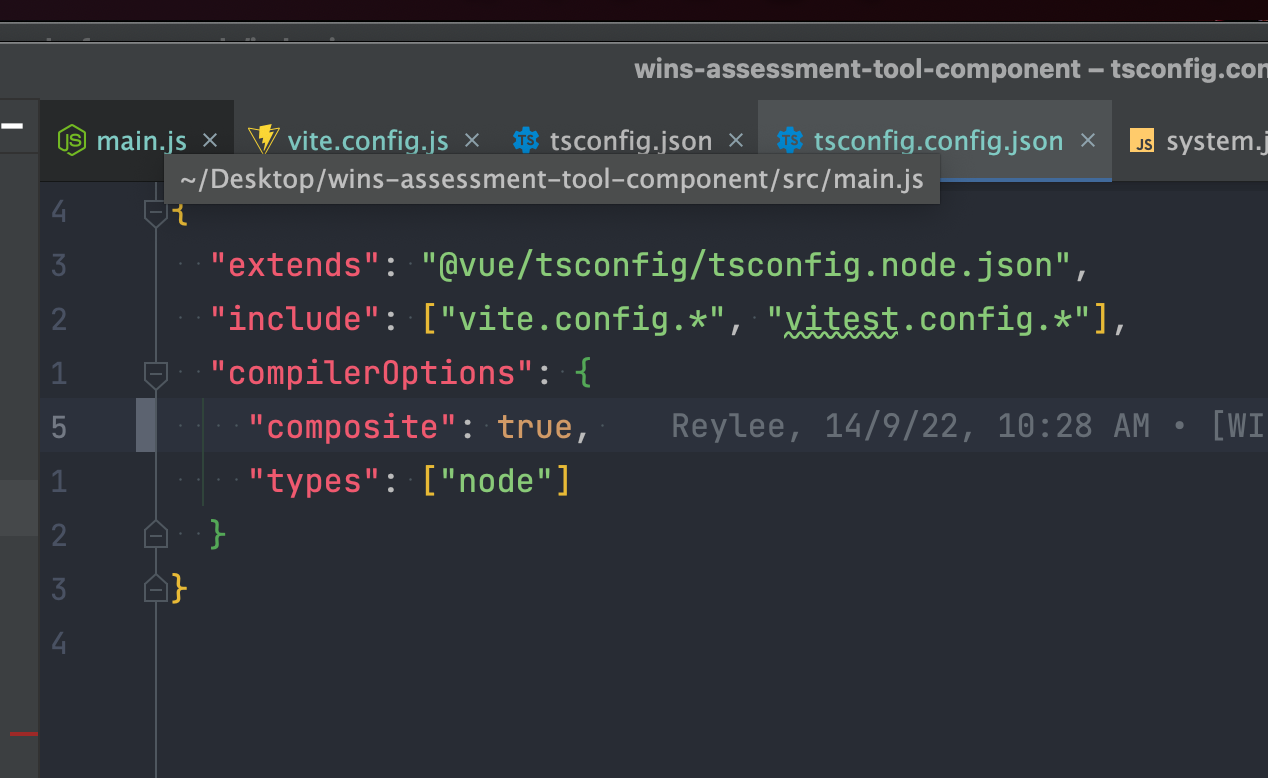 wins-assessment-tool-component – tsconfig.con
main.js × vite.config.js × tsconfig.json × tsconfig.config.json × JS system.j
~/Desktop/wins-assessment-tool-component/src/main.js
4 {
3 "extends": "@vue/tsconfig/tsconfig.node.json",
2 "include": ["vite.config.*", "vitest.config.*"],
1 "compilerOptions": {
5 "composite": true, Reylee, 14/9/22, 10:28 AM • [WI
1 "types": ["node"]
2 }
3 }
4